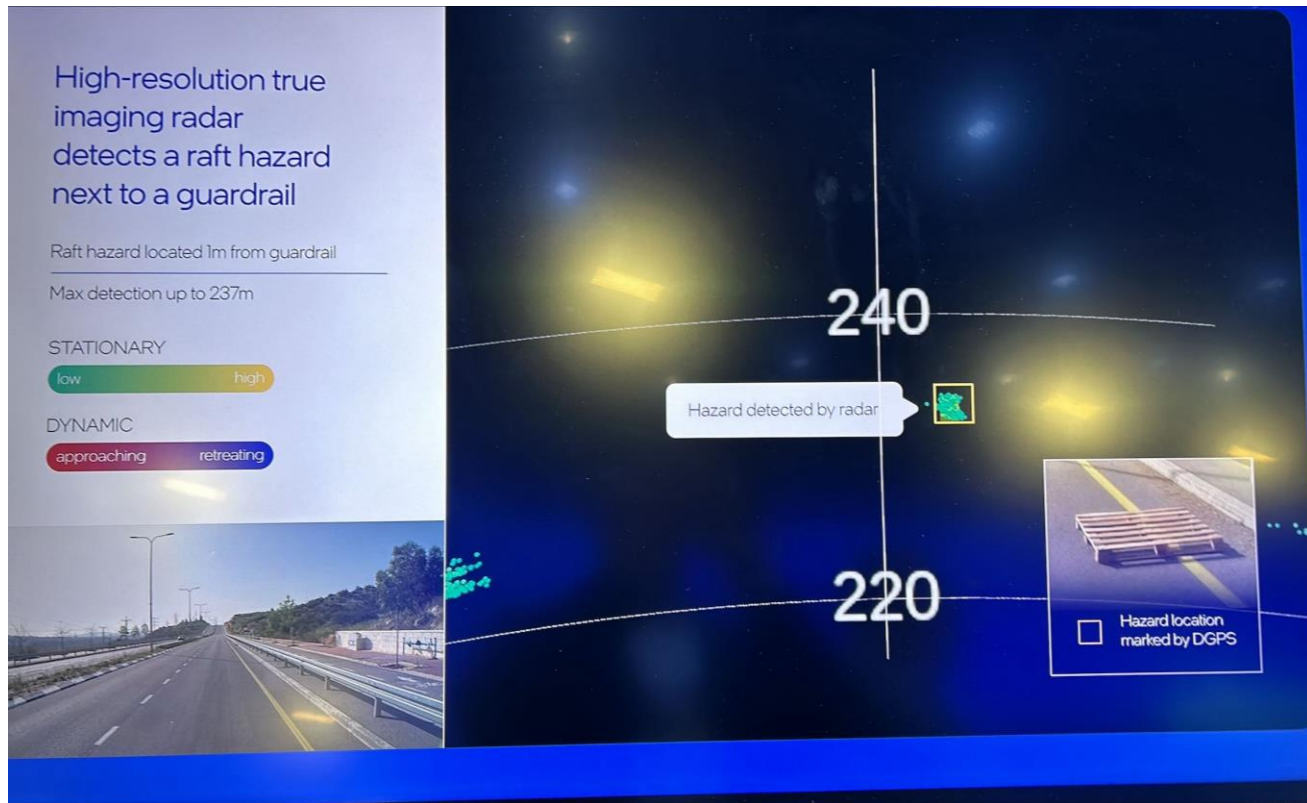 High-resolution true
imaging radar
detects a raft hazard
next to a guardrail
Raft hazard located 1m from guardrail
Max detection up to 237m
STATIONARY
low high
DYNAMIC
approaching retreating
240
Hazard detected by radar
220
Hazard location
marked by DGPS